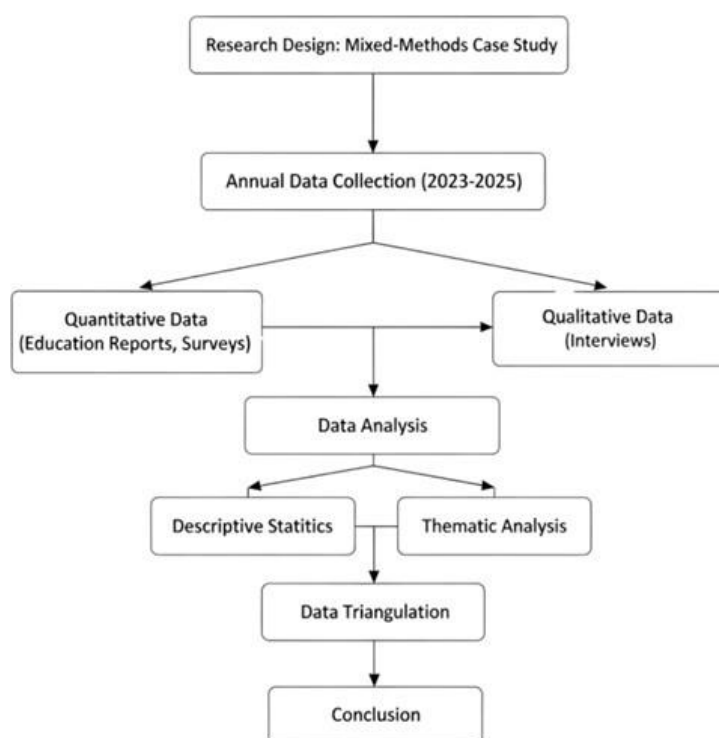 Research Design: Mixed-Methods Case Study
Annual Data Collection (2023-2025)
Quantitative Data
(Education Reports, Surveys)
Qualitative Data
(Interviews)
Data Analysis
Descriptive Statitics
Thematic Analysis
Data Triangulation
Conclusion